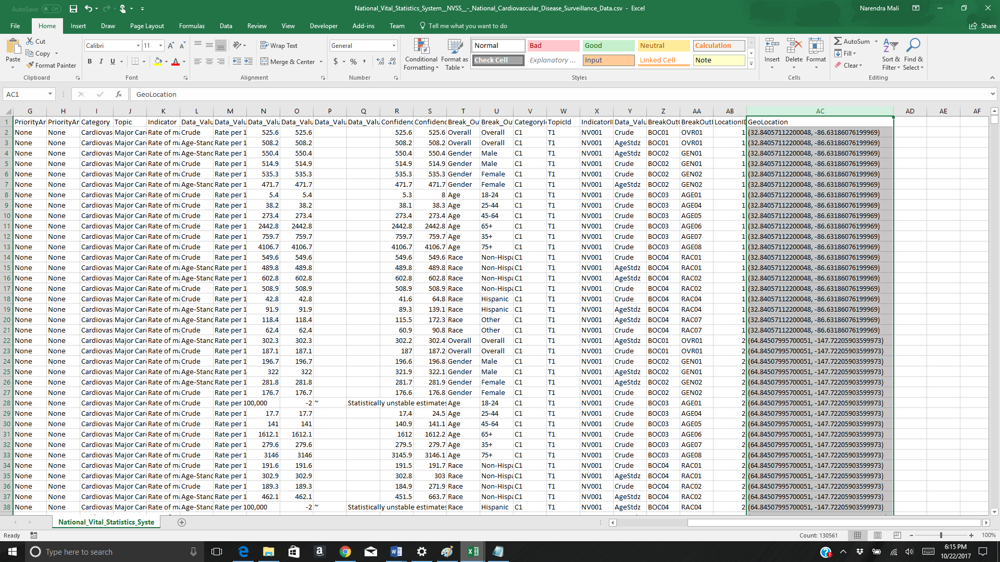 AutoSave Off National_Vital_Statistics_System__NVSS__-_National_Cardiovascular_Disease_Surveillance_Data.csv - Excel Narendra Mali
File Home Insert Draw Page Layout Formulas Data Review View Developer Add-ins Team Tell me what you want to do Share
Paste Cut Copy Format Painter Clipboard
Calibri 11 B I U A A A Font
Wrap Text Merge & Center Alignment
General $ % , Number
Conditional Formatting Format as Table
Normal Bad Good Neutral Calculation
Check Cell Explanatory ... Input Linked Cell Note
Styles
Insert Delete Format Cells
AutoSum Fill Clear Sort & Filter Find & Select Editing
AC1 fx GeoLocation
G H I J K L M N O P Q R S T U V W X Y Z AA AB AC AD AE AF
1 PriorityAr PriorityAr Category Topic Indicator Data_Valu Data_Valu Data_Valu Data_Valu Data_Valu Data_Valu Confidenc Confidenc Break_Ou Break_Ou CategoryI TopicId IndicatorI Data_Valu BreakOut BreakOutI LocationID GeoLocation
2 None None Cardiovas Major Car Rate of ma Crude Rate per 1 525.6 525.6 525.6 525.6 Overall Overall C1 T1 NV001 Crude BOC01 OVR01 1 (32.84057112200048, -86.63186076199969)
3 None None Cardiovas Major Car Rate of ma Age-Stanc Rate per 1 508.2 508.2 508.2 508.2 Overall Overall C1 T1 NV001 AgeStdz BOC01 OVR01 1 (32.84057112200048, -86.63186076199969)
4 None None Cardiovas Major Car Rate of ma Age-Stanc Rate per 1 550.4 550.4 550.4 550.4 Gender Male C1 T1 NV001 AgeStdz BOC02 GEN01 1 (32.84057112200048, -86.63186076199969)
5 None None Cardiovas Major Car Rate of ma Crude Rate per 1 514.9 514.9 514.9 514.9 Gender Male C1 T1 NV001 Crude BOC02 GEN01 1 (32.84057112200048, -86.63186076199969)
6 None None Cardiovas Major Car Rate of ma Crude Rate per 1 535.3 535.3 535.3 535.3 Gender Female C1 T1 NV001 Crude BOC02 GEN02 1 (32.84057112200048, -86.63186076199969)
7 None None Cardiovas Major Car Rate of ma Age-Stanc Rate per 1 471.7 471.7 471.7 471.7 Gender Female C1 T1 NV001 AgeStdz BOC02 GEN02 1 (32.84057112200048, -86.63186076199969)
8 None None Cardiovas Major Car Rate of ma Crude Rate per 1 5.4 5.4 5.3 8 Age 18-24 C1 T1 NV001 Crude BOC03 AGE01 1 (32.84057112200048, -86.63186076199969)
9 None None Cardiovas Major Car Rate of ma Crude Rate per 1 38.2 38.2 38.1 38.3 Age 25-44 C1 T1 NV001 Crude BOC03 AGE04 1 (32.84057112200048, -86.63186076199969)
10 None None Cardiovas Major Car Rate of ma Crude Rate per 1 273.4 273.4 273.4 273.4 Age 45-64 C1 T1 NV001 Crude BOC03 AGE05 1 (32.84057112200048, -86.63186076199969)
11 None None Cardiovas Major Car Rate of ma Crude Rate per 1 2442.8 2442.8 2442.8 2442.8 Age 65+ C1 T1 NV001 Crude BOC03 AGE06 1 (32.84057112200048, -86.63186076199969)
12 None None Cardiovas Major Car Rate of ma Crude Rate per 1 759.7 759.7 759.7 759.7 Age 35+ C1 T1 NV001 Crude BOC03 AGE07 1 (32.84057112200048, -86.63186076199969)
13 None None Cardiovas Major Car Rate of ma Crude Rate per 1 4106.7 4106.7 4106.7 4106.7 Age 75+ C1 T1 NV001 Crude BOC03 AGE08 1 (32.84057112200048, -86.63186076199969)
14 None None Cardiovas Major Car Rate of ma Crude Rate per 1 549.6 549.6 549.6 549.6 Race Non-Hispa C1 T1 NV001 Crude BOC04 RAC01 1 (32.84057112200048, -86.63186076199969)
15 None None Cardiovas Major Car Rate of ma Age-Stanc Rate per 1 489.8 489.8 489.8 489.8 Race Non-Hispa C1 T1 NV001 AgeStdz BOC04 RAC01 1 (32.84057112200048, -86.63186076199969)
16 None None Cardiovas Major Car Rate of ma Age-Stanc Rate per 1 602.8 602.8 602.8 602.8 Race Non-Hispa C1 T1 NV001 AgeStdz BOC04 RAC02 1 (32.84057112200048, -86.63186076199969)
17 None None Cardiovas Major Car Rate of ma Crude Rate per 1 508.9 508.9 508.9 508.9 Race Non-Hispa C1 T1 NV001 Crude BOC04 RAC02 1 (32.84057112200048, -86.63186076199969)
18 None None Cardiovas Major Car Rate of ma Crude Rate per 1 42.8 42.8 41.6 64.8 Race Hispanic C1 T1 NV001 Crude BOC04 RAC04 1 (32.84057112200048, -86.63186076199969)
19 None None Cardiovas Major Car Rate of ma Age-Stanc Rate per 1 91.9 91.9 89.3 139.1 Race Hispanic C1 T1 NV001 AgeStdz BOC04 RAC04 1 (32.84057112200048, -86.63186076199969)
20 None None Cardiovas Major Car Rate of ma Age-Stanc Rate per 1 118.4 118.4 115.5 172.3 Race Other C1 T1 NV001 AgeStdz BOC04 RAC07 1 (32.84057112200048, -86.63186076199969)
21 None None Cardiovas Major Car Rate of ma Crude Rate per 1 62.4 62.4 60.9 90.8 Race Other C1 T1 NV001 Crude BOC04 RAC07 1 (32.84057112200048, -86.63186076199969)
22 None None Cardiovas Major Car Rate of ma Age-Stanc Rate per 1 302.3 302.3 302.2 302.4 Overall Overall C1 T1 NV001 AgeStdz BOC01 OVR01 2 (64.84507995700051, -147.72205903599973)
23 None None Cardiovas Major Car Rate of ma Crude Rate per 1 187.1 187.1 187 187.2 Overall Overall C1 T1 NV001 Crude BOC01 OVR01 2 (64.84507995700051, -147.72205903599973)
24 None None Cardiovas Major Car Rate of ma Crude Rate per 1 196.7 196.7 196.6 196.8 Gender Male C1 T1 NV001 Crude BOC02 GEN01 2 (64.84507995700051, -147.72205903599973)
25 None None Cardiovas Major Car Rate of ma Age-Stanc Rate per 1 322 322 321.9 322.1 Gender Male C1 T1 NV001 AgeStdz BOC02 GEN01 2 (64.84507995700051, -147.72205903599973)
26 None None Cardiovas Major Car Rate of ma Age-Stanc Rate per 1 281.8 281.8 281.7 281.9 Gender Female C1 T1 NV001 AgeStdz BOC02 GEN02 2 (64.84507995700051, -147.72205903599973)
27 None None Cardiovas Major Car Rate of ma Crude Rate per 1 176.7 176.7 176.6 176.8 Gender Female C1 T1 NV001 Crude BOC02 GEN02 2 (64.84507995700051, -147.72205903599973)
28 None None Cardiovas Major Car Rate of ma Crude Rate per 100,000 -2 ~ Statistically unstable estimates Age 18-24 C1 T1 NV001 Crude BOC03 AGE01 2 (64.84507995700051, -147.72205903599973)
29 None None Cardiovas Major Car Rate of ma Crude Rate per 1 17.7 17.7 17.4 24.5 Age 25-44 C1 T1 NV001 Crude BOC03 AGE04 2 (64.84507995700051, -147.72205903599973)
30 None None Cardiovas Major Car Rate of ma Crude Rate per 1 141 141 140.9 141.1 Age 45-64 C1 T1 NV001 Crude BOC03 AGE05 2 (64.84507995700051, -147.72205903599973)
31 None None Cardiovas Major Car Rate of ma Crude Rate per 1 1612.1 1612.1 1612 1612.2 Age 65+ C1 T1 NV001 Crude BOC03 AGE06 2 (64.84507995700051, -147.72205903599973)
32 None None Cardiovas Major Car Rate of ma Crude Rate per 1 279.6 279.6 279.5 279.7 Age 35+ C1 T1 NV001 Crude BOC03 AGE07 2 (64.84507995700051, -147.72205903599973)
33 None None Cardiovas Major Car Rate of ma Crude Rate per 1 3146 3146 3145.9 3146.1 Age 75+ C1 T1 NV001 Crude BOC03 AGE08 2 (64.84507995700051, -147.72205903599973)
34 None None Cardiovas Major Car Rate of ma Crude Rate per 1 191.6 191.6 191.5 191.7 Race Non-Hispa C1 T1 NV001 Crude BOC04 RAC01 2 (64.84507995700051, -147.72205903599973)
35 None None Cardiovas Major Car Rate of ma Age-Stanc Rate per 1 302.9 302.9 302.8 303 Race Non-Hispa C1 T1 NV001 AgeStdz BOC04 RAC01 2 (64.84507995700051, -147.72205903599973)
36 None None Cardiovas Major Car Rate of ma Crude Rate per 1 189.3 189.3 184.9 271.9 Race Non-Hispa C1 T1 NV001 Crude BOC04 RAC02 2 (64.84507995700051, -147.72205903599973)
37 None None Cardiovas Major Car Rate of ma Age-Stanc Rate per 1 462.1 462.1 451.5 663.7 Race Non-Hispa C1 T1 NV001 AgeStdz BOC04 RAC02 2 (64.84507995700051, -147.72205903599973)
38 None None Cardiovas Major Car Rate of ma Age-Stanc Rate per 100,000 -2 ~ Statistically unstable estimates Race Hispanic C1 T1 NV001 AgeStdz BOC04 RAC04 2 (64.84507995700051, -147.72205903599973)
National_Vital_Statistics_Syste
Ready Count: 130561 100%
Type here to search 6:15 PM
10/22/2017